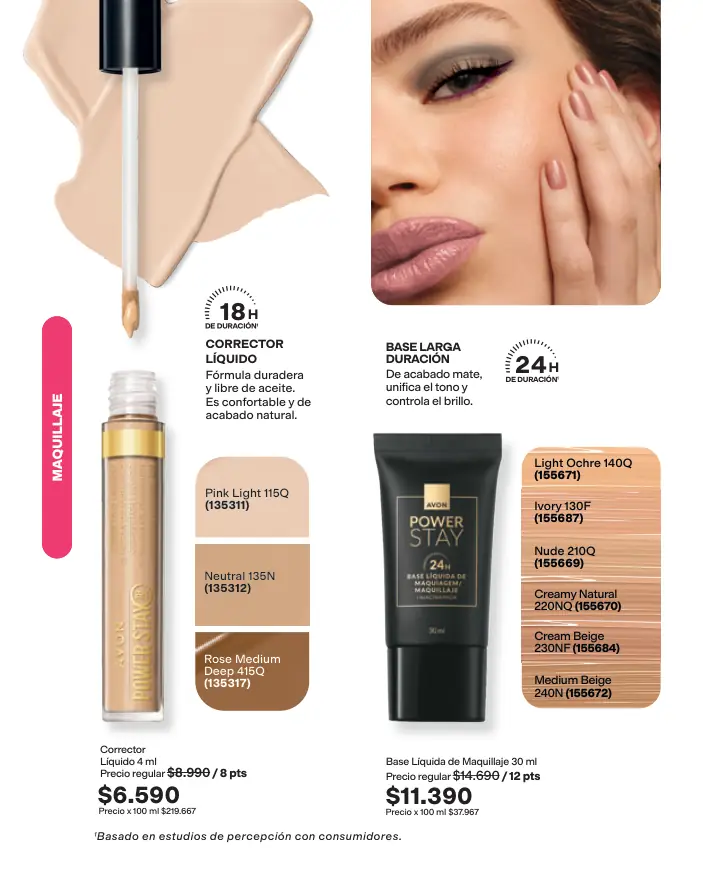 18H
DE DURACIÓN¹
CORRECTOR
LÍQUIDO
Fórmula duradera
y libre de aceite.
Es confortable y de
acabado natural.
BASE LARGA
DURACIÓN
De acabado mate,
unifica el tono y
controla el brillo.
24H
DE DURACIÓN¹
MAQUILLAJE
Pink Light 115Q
(135311)
Neutral 135N
(135312)
Rose Medium
Deep 415Q
(135317)
AVON
POWER STAY
18H
AVON
POWER
STAY
24H
BASE LÍQUIDA DE
MAQUIAGEM/
MAQUILLAJE
30 ml
Light Ochre 140Q
(155671)
Ivory 130F
(155687)
Nude 210Q
(155669)
Creamy Natural
220NQ (155670)
Cream Beige
230NF (155684)
Medium Beige
240N (155672)
Corrector
Líquido 4 ml
Precio regular $8.990 / 8 pts
$6.590
Precio x 100 ml $219.667
Base Líquida de Maquillaje 30 ml
Precio regular $14.690 / 12 pts
$11.390
Precio x 100 ml $37.967
¹Basado en estudios de percepción con consumidores.